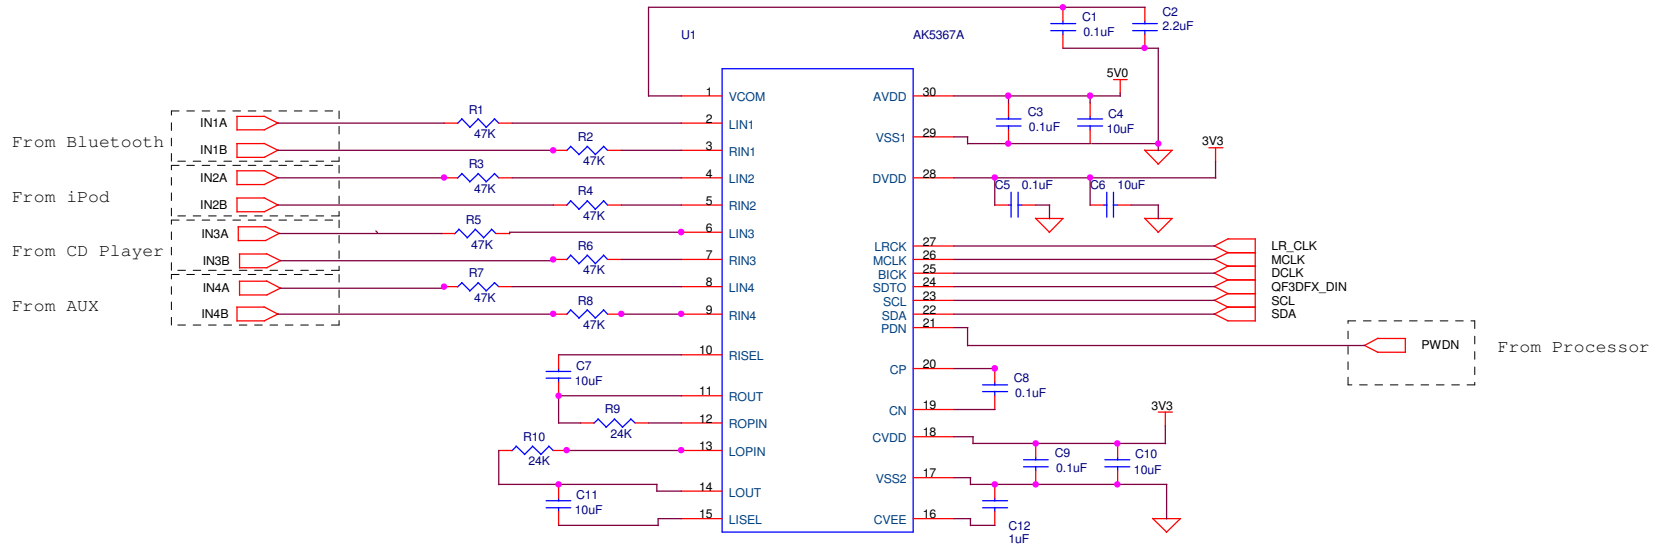 U1
AK5367A
C1
0.1uF
C2
2.2uF
5V0
1
VCOM
AVDD
30
C3
0.1uF
C4
10uF
From Bluetooth
IN1A
R1
47K
2
LIN1
IN1B
R2
47K
3
RIN1
VSS1
29
3V3
From iPod
IN2A
R3
47K
4
LIN2
DVDD
28
C5
0.1uF
C6
10uF
IN2B
R4
47K
5
RIN2
From CD Player
IN3A
R5
47K
6
LIN3
IN3B
R6
47K
7
RIN3
LRCK
27
LR_CLK
MCLK
26
MCLK
BICK
25
DCLK
From AUX
IN4A
R7
47K
8
LIN4
SDTO
24
QF3DFX_DIN
SCL
23
SCL
IN4B
R8
47K
9
RIN4
SDA
22
SDA
PDN
21
PWDN
From Processor
10
RISEL
C7
10uF
CP
20
C8
0.1uF
11
ROUT
CN
19
R9
24K
12
ROPIN
3V3
R10
24K
13
LOPIN
CVDD
18
C9
0.1uF
C10
10uF
VSS2
17
14
LOUT
C11
10uF
15
LISEL
CVEE
16
C12
1uF